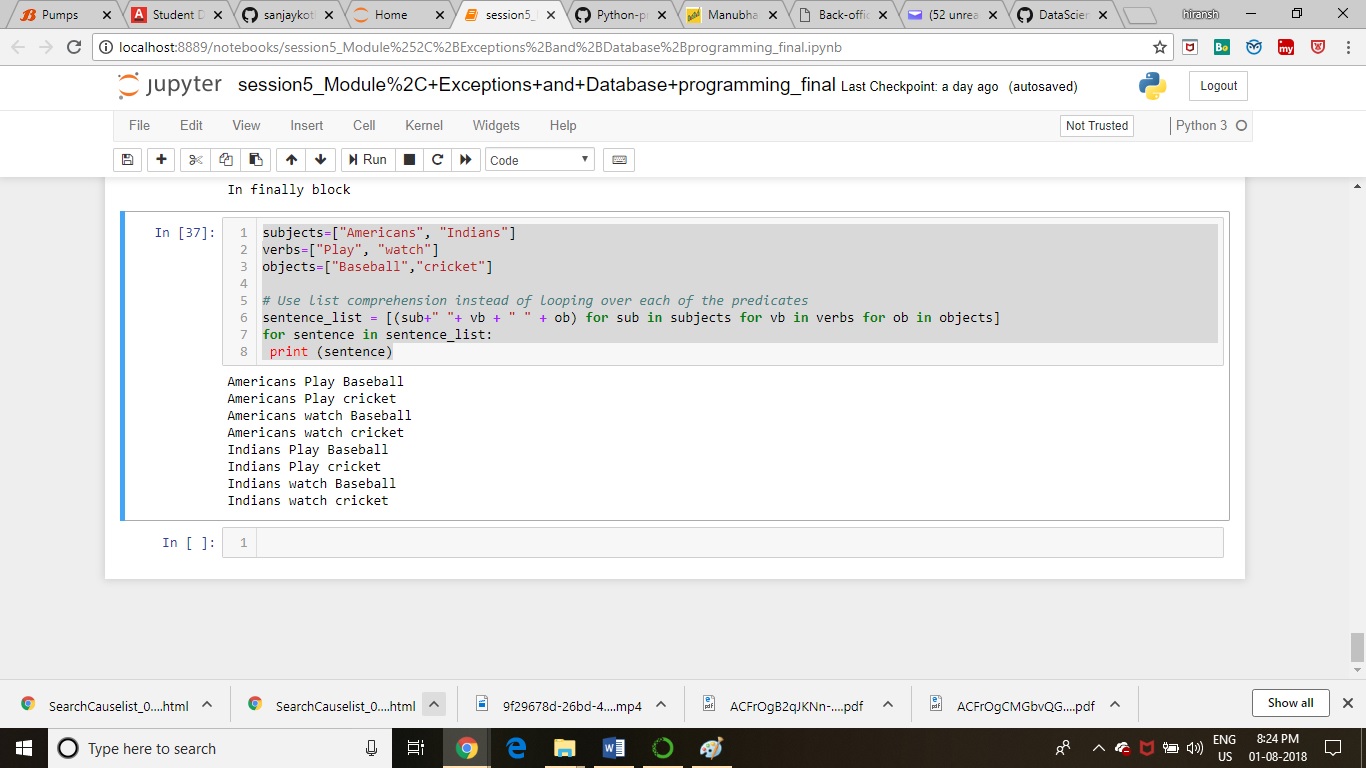 Pumps
Student D
sanjaykot
Home
session5_
Python-p
Manubha
Back-offic
(52 unrea
DataScien
hiransh
localhost:8889/notebooks/session5_Module%252C%2BExceptions%2Band%2BDatabase%2Bprogramming_final.ipynb
jupyter session5_Module%2C+Exceptions+and+Database+programming_final Last Checkpoint: a day ago (autosaved)
Logout
File Edit View Insert Cell Kernel Widgets Help
Not Trusted
Python 3
Run
Code
In finally block
In [37]:
1 subjects=["Americans", "Indians"]
2 verbs=["Play", "watch"]
3 objects=["Baseball","cricket"]
4
5 # Use list comprehension instead of looping over each of the predicates
6 sentence_list = [(sub+" "+ vb + " " + ob) for sub in subjects for vb in verbs for ob in objects]
7 for sentence in sentence_list:
8  print (sentence)
Americans Play Baseball
Americans Play cricket
Americans watch Baseball
Americans watch cricket
Indians Play Baseball
Indians Play cricket
Indians watch Baseball
Indians watch cricket
In [ ]:
1
SearchCauselist_0....html
SearchCauselist_0....html
9f29678d-26bd-4....mp4
ACFrOgB2qJKNn-....pdf
ACFrOgCMGbvQG....pdf
Show all
Type here to search
ENG
US
8:24 PM
01-08-2018